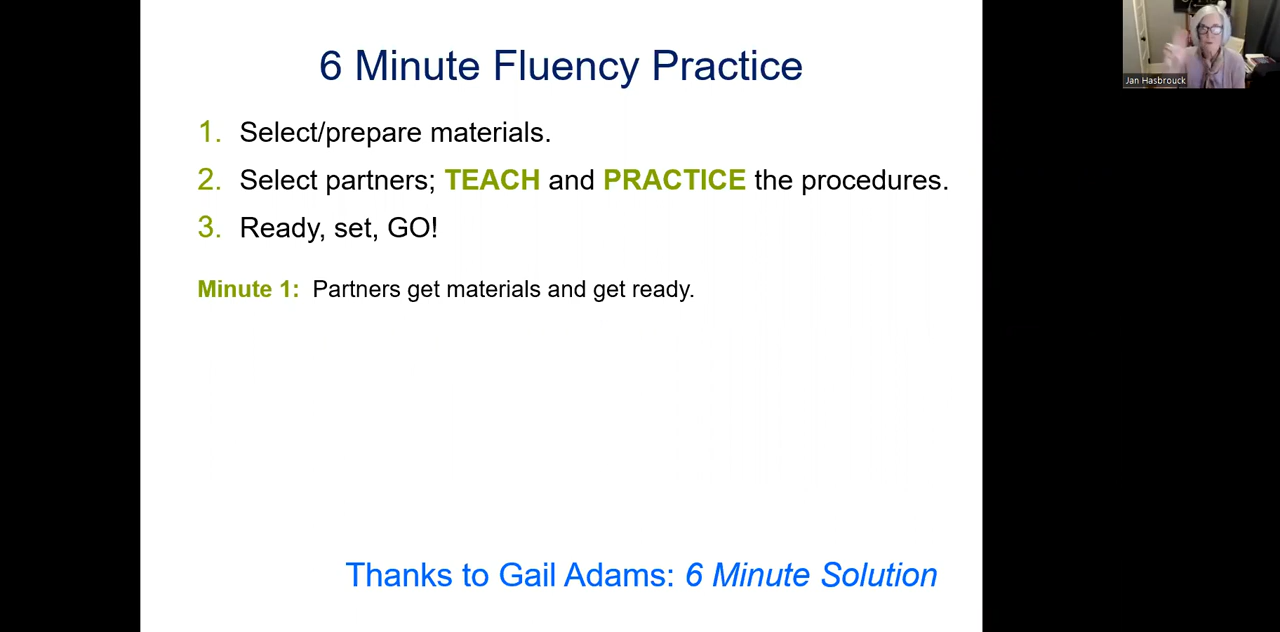 6 Minute Fluency Practice
1. Select/prepare materials.
2. Select partners; TEACH and PRACTICE the procedures.
3. Ready, set, GO!
Minute 1: Partners get materials and get ready.
Thanks to Gail Adams: 6 Minute Solution
Jan Hasbrouck